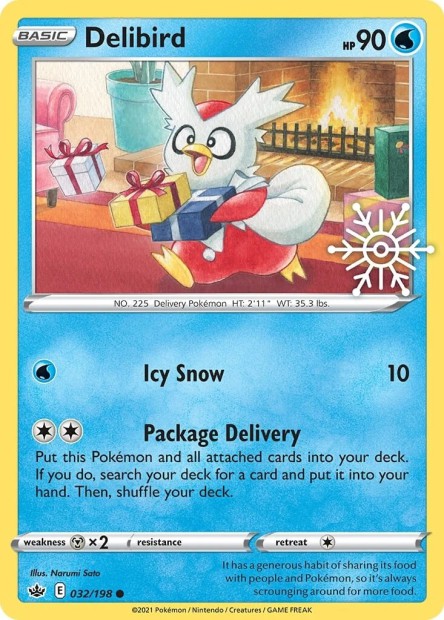 BASIC Delibird HP 90
NO. 225 Delivery Pokémon HT: 2'11" WT: 35.3 lbs.
Icy Snow 10
Package Delivery
Put this Pokémon and all attached cards into your deck.
If you do, search your deck for a card and put it into your
hand. Then, shuffle your deck.
weakness ×2 resistance retreat
Illus. Narumi Sato
It has a generous habit of sharing its food
with people and Pokémon, so it's always
scrounging around for more food.
E 032/198
©2021 Pokémon / Nintendo / Creatures / GAME FREAK